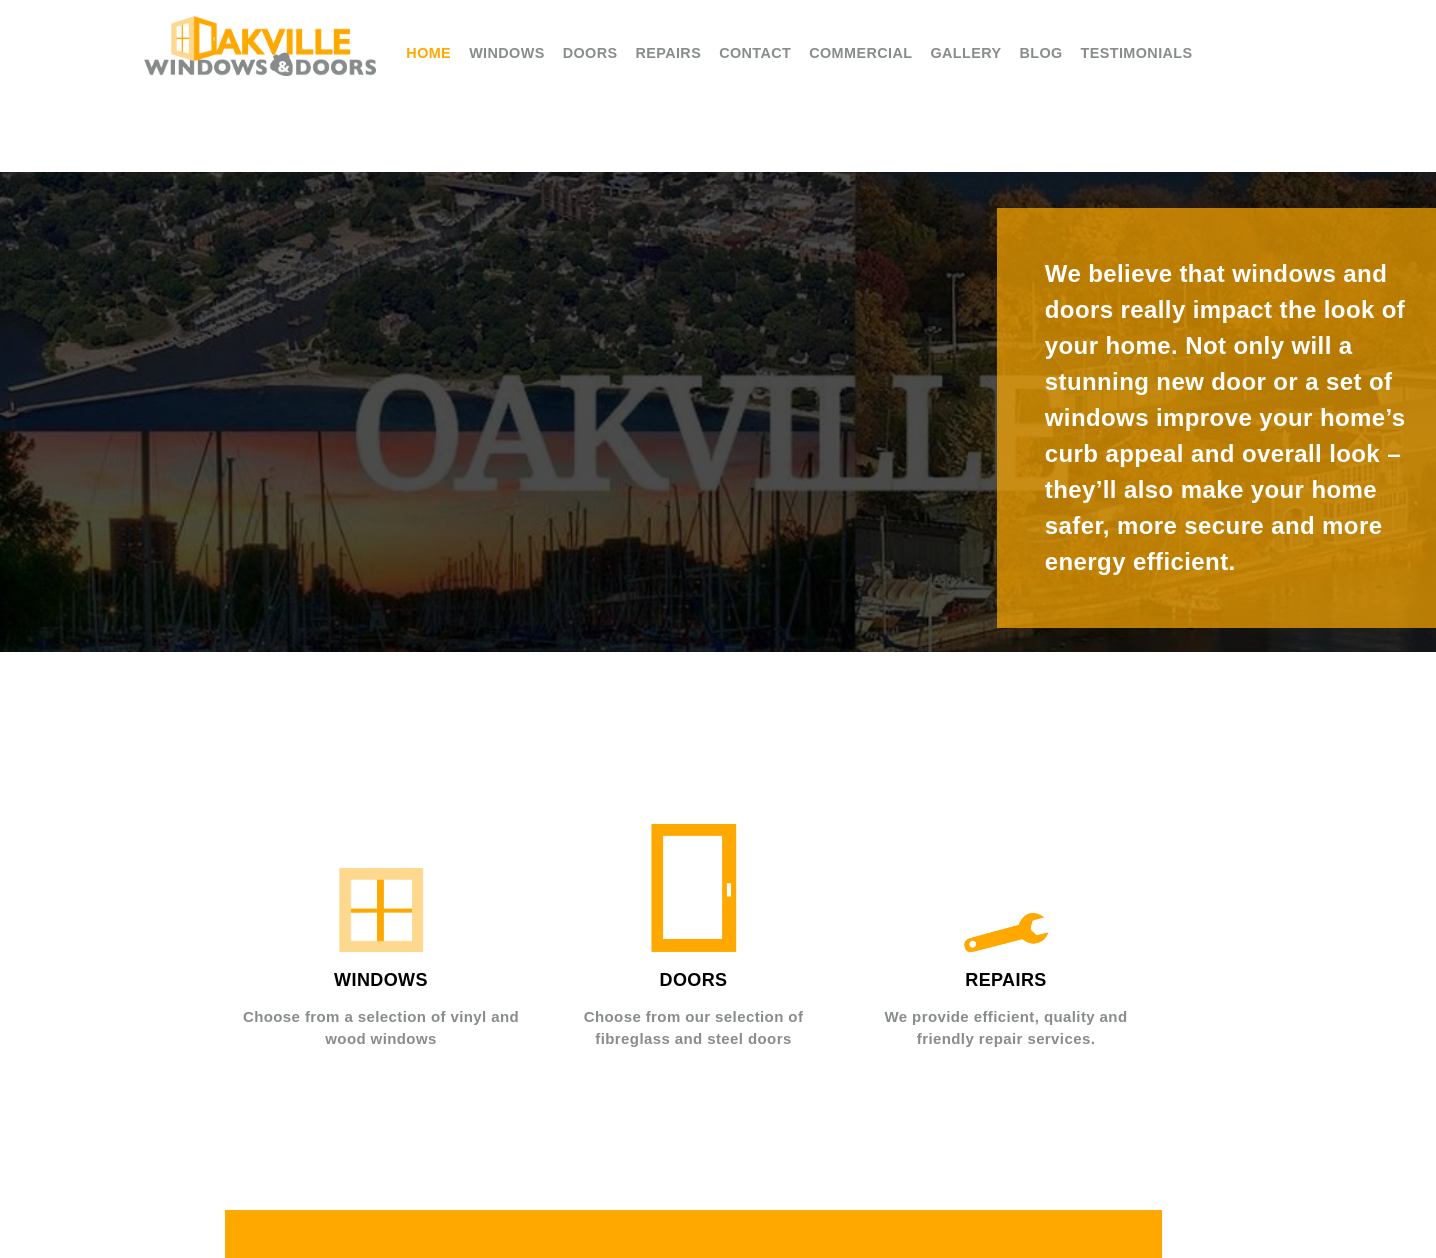 OAKVILLE
WINDOWS & DOORS
HOME WINDOWS DOORS REPAIRS CONTACT COMMERCIAL GALLERY BLOG TESTIMONIALS
OAKVILLE
We believe that windows and
doors really impact the look of
your home. Not only will a
stunning new door or a set of
windows improve your home’s
curb appeal and overall look –
they’ll also make your home
safer, more secure and more
energy efficient.
WINDOWS
Choose from a selection of vinyl and
wood windows
DOORS
Choose from our selection of
fibreglass and steel doors
REPAIRS
We provide efficient, quality and
friendly repair services.